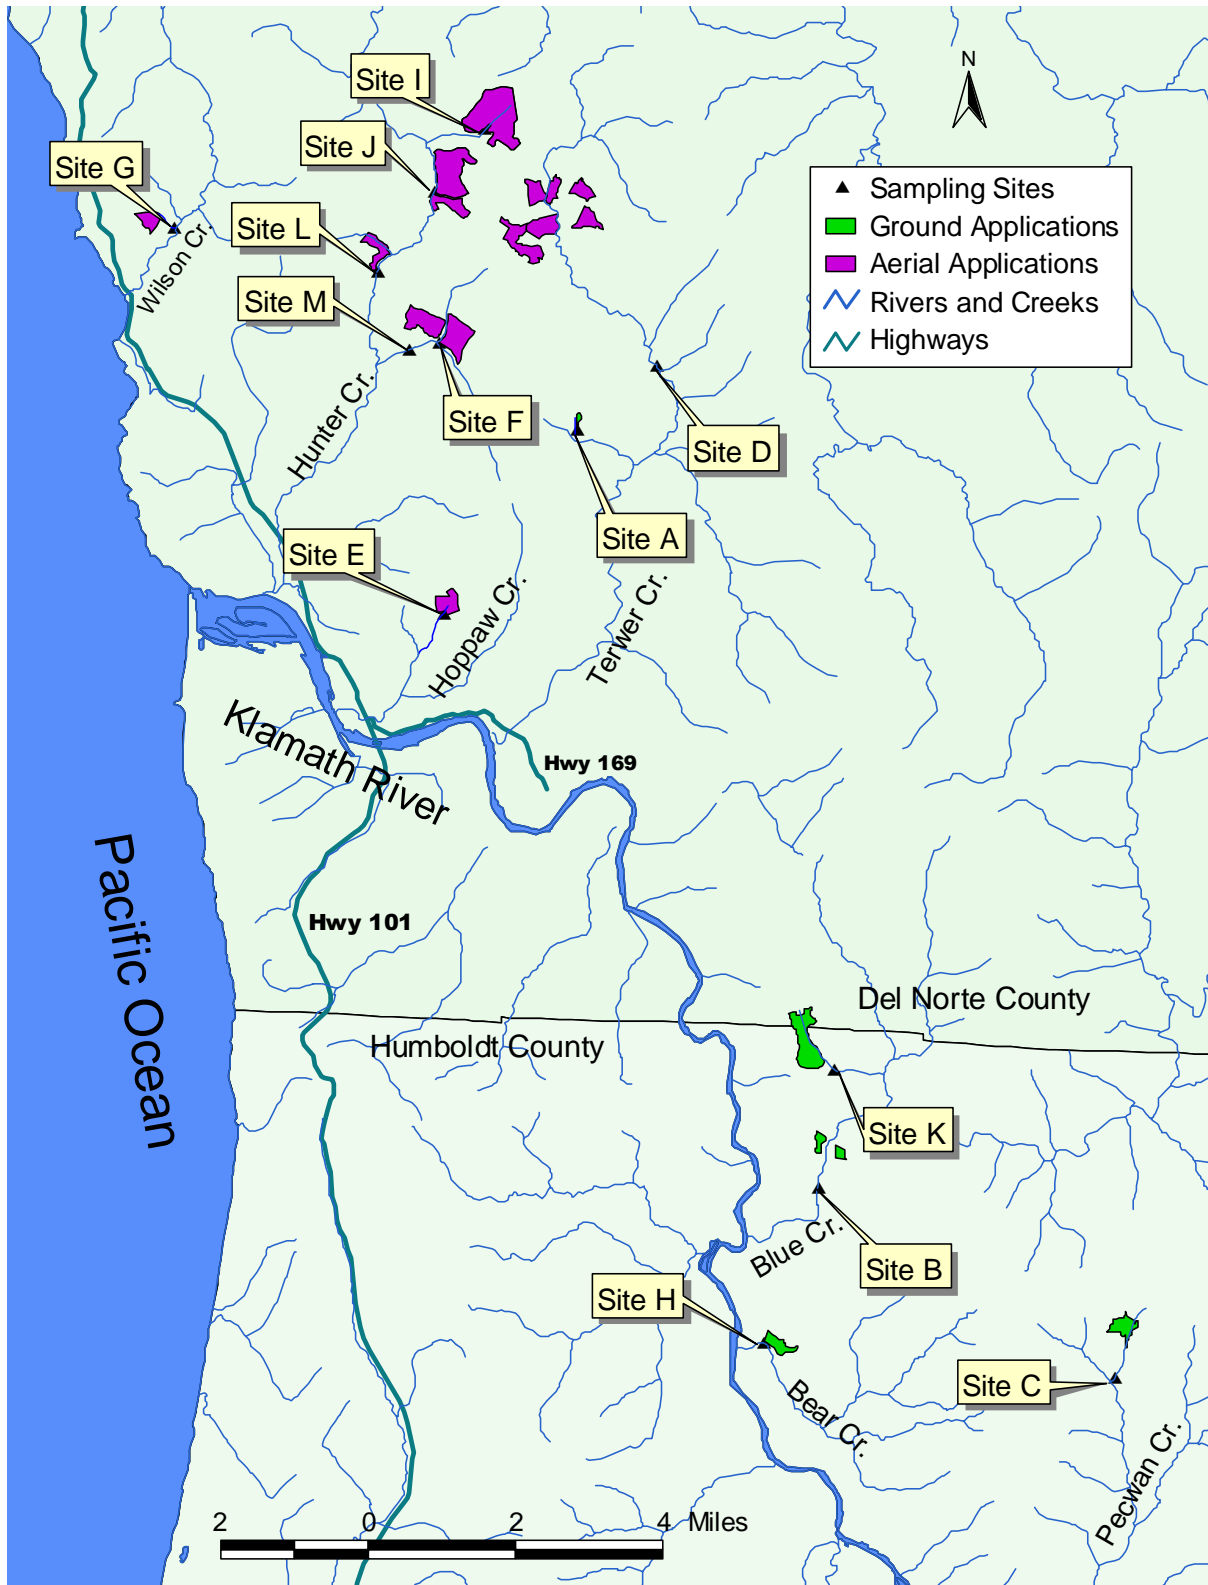 N
Site I
Site J
Site G
Sampling Sites
Ground Applications
Aerial Applications
Rivers and Creeks
Highways
Site L
Wilson Cr.
Site M
Site F
Hunter Cr.
Site D
Site A
Site E
Hoppaw Cr.
Terwer Cr.
Klamath River
Hwy 169
Pacific Ocean
Hwy 101
Del Norte County
Humboldt County
Site K
Blue Cr.
Site B
Site H
Site C
Bear Cr.
Pecwan Cr.
2 0 2 4 Miles